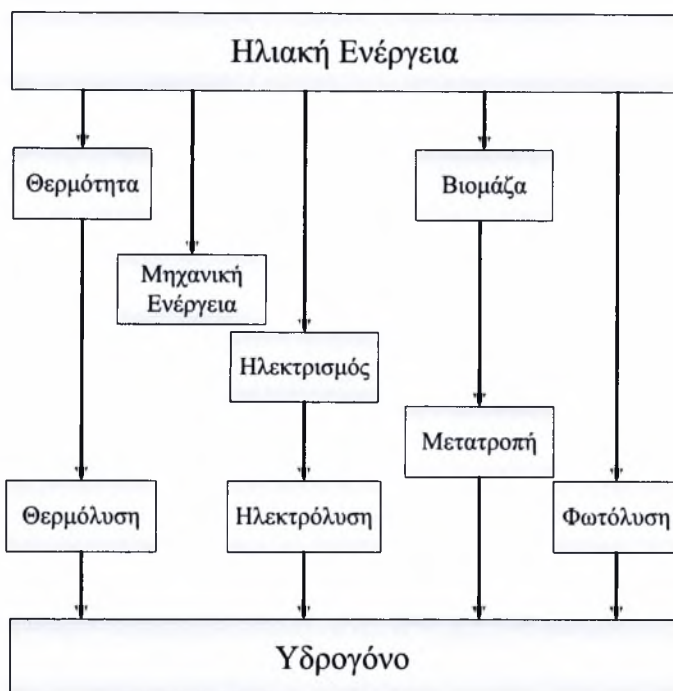 Ηλιακή Ενέργεια
Θερμότητα
Βιομάζα
Μηχανική
Ενέργεια
Ηλεκτρισμός
Μετατροπή
Θερμόλυση
Ηλεκτρόλυση
Φωτόλυση
Υδρογόνο